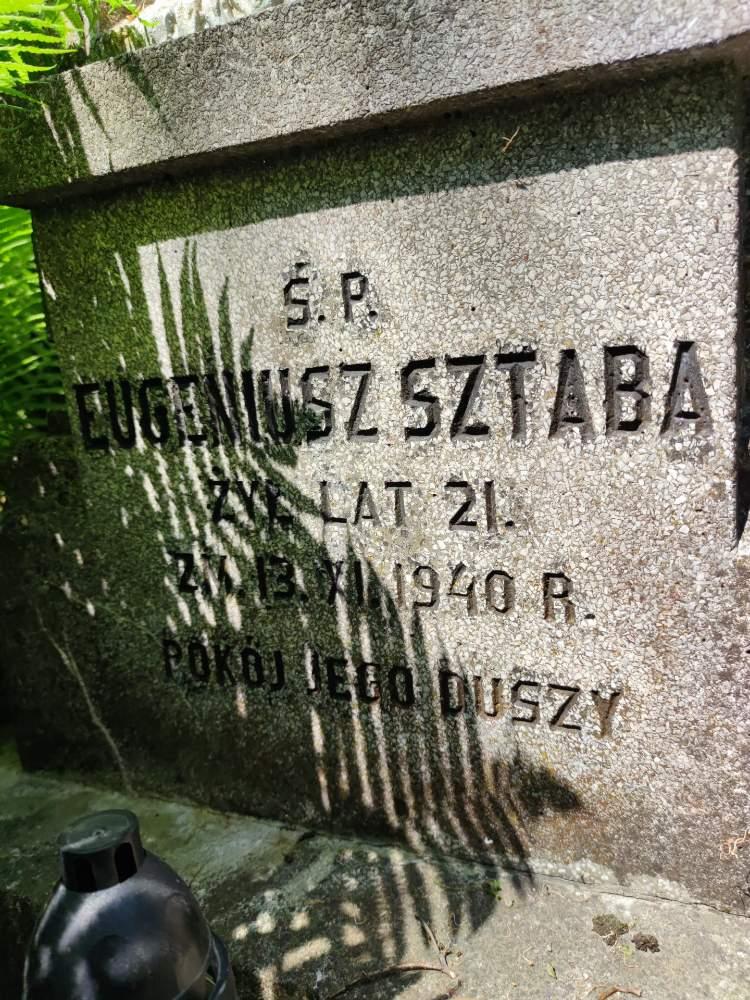 Ś. P.
EUGENIUSZ SZTABA
ŻYŁ LAT 21.
ZM. 13. XI. 1940 R.
POKÓJ JEGO DUSZY